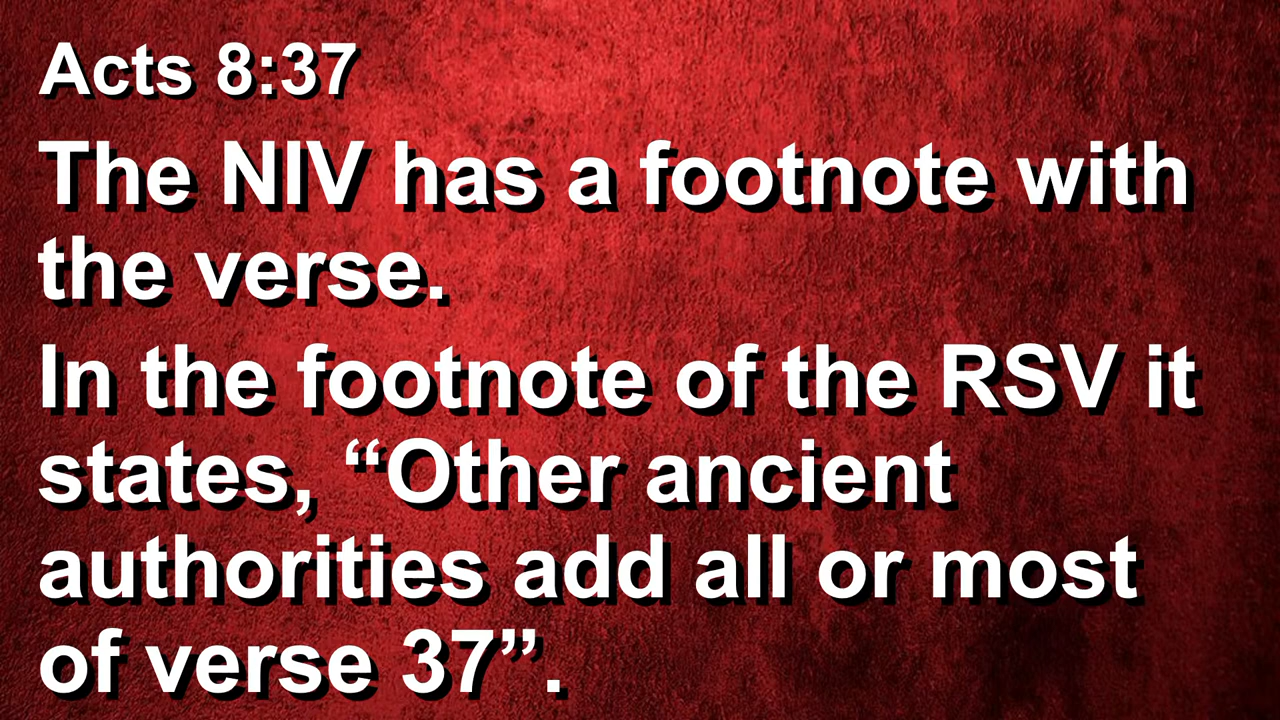 Acts 8:37
The NIV has a footnote with
the verse.
In the footnote of the RSV it
states, “Other ancient
authorities add all or most
of verse 37”.